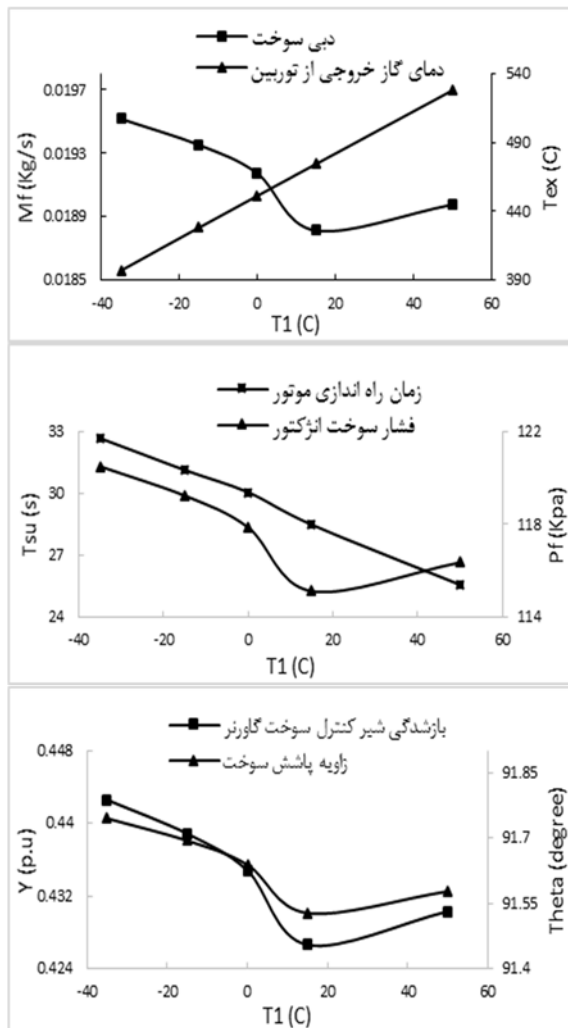 دبی سوخت
دمای گاز خروجی از توربین
0.0197
0.0193
0.0189
0.0185
Mf (Kg/s)
540
490
440
390
Tex (C)
-40 -20 0 20 40 60
T1 (C)
زمان راه اندازی موتور
فشار سوخت انژکتور
33
30
27
24
Tsu (s)
122
118
114
Pf (Kpa)
-40 -20 0 20 40 60
T1 (C)
بازشدگی شیر کنترل سوخت گاورنر
زاویه پاشش سوخت
0.448
0.44
0.432
0.424
Y (p.u)
91.85
91.7
91.55
91.4
Theta (degree)
-40 -20 0 20 40 60
T1 (C)